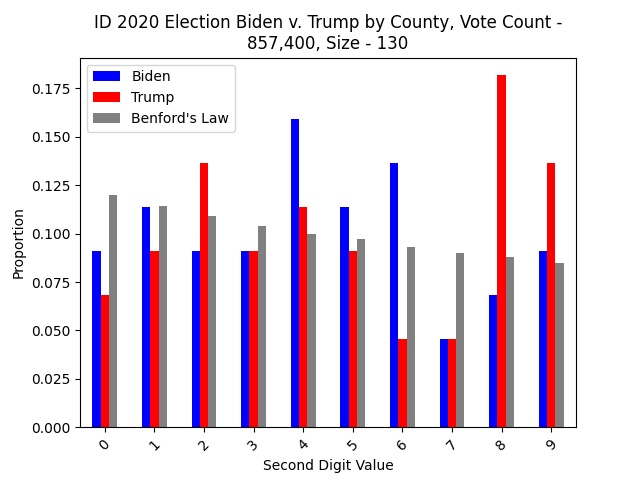 ID 2020 Election Biden v. Trump by County, Vote Count -
857,400, Size - 130
Biden
Trump
Benford's Law
0.175
0.150
0.125
0.100
0.075
0.050
0.025
0.000
Proportion
0 1 2 3 4 5 6 7 8 9
Second Digit Value